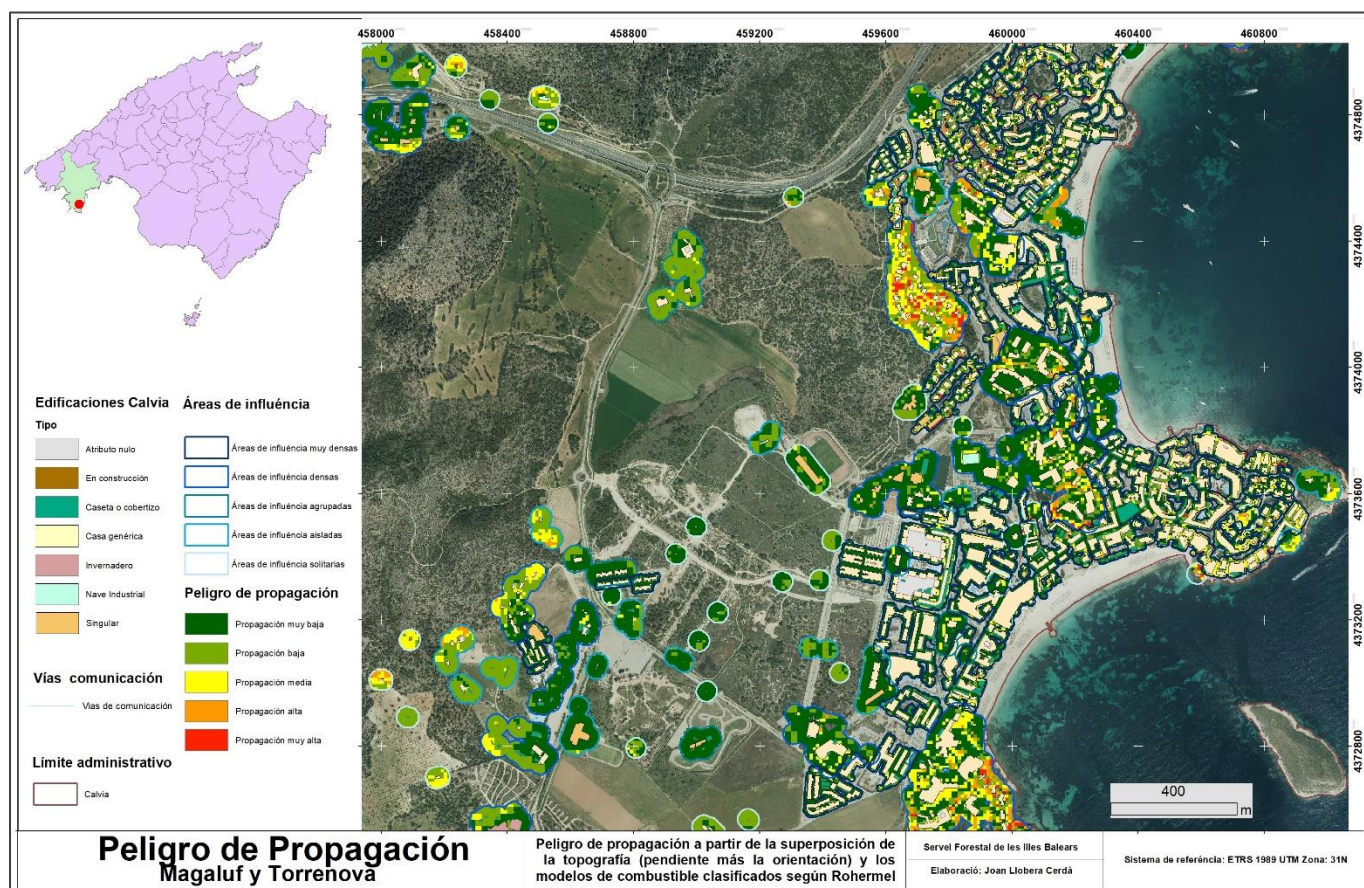 458000 458400 458800 459200 459600 460000 460400 460800
4374800
4374400
4374000
4373600
4373200
4372800
Edificaciones Calvia
Tipo
Atributo nulo
En construcción
Caseta o cobertizo
Casa genérica
Invernadero
Nave Industrial
Singular
Vías comunicación
Vias de comunicación
Límite administrativo
Calvia
Áreas de influéncia
Áreas de influéncia muy densas
Áreas de influéncia densas
Áreas de influéncia agrupadas
Áreas de influéncia aisladas
Áreas de influéncia solitarias
Peligro de propagación
Propagación muy baja
Propagación baja
Propagación media
Propagación alta
Propagación muy alta
400
m
Peligro de Propagación
Magaluf y Torrenova
Peligro de propagación a partir de la superposición de
la topografía (pendiente más la orientación) y los
modelos de combustible clasificados según Rohermel
Servei Forestal de les Illes Balears
Elaboració: Joan Llobera Cerdà
Sistema de referéncia: ETRS 1989 UTM Zona: 31N